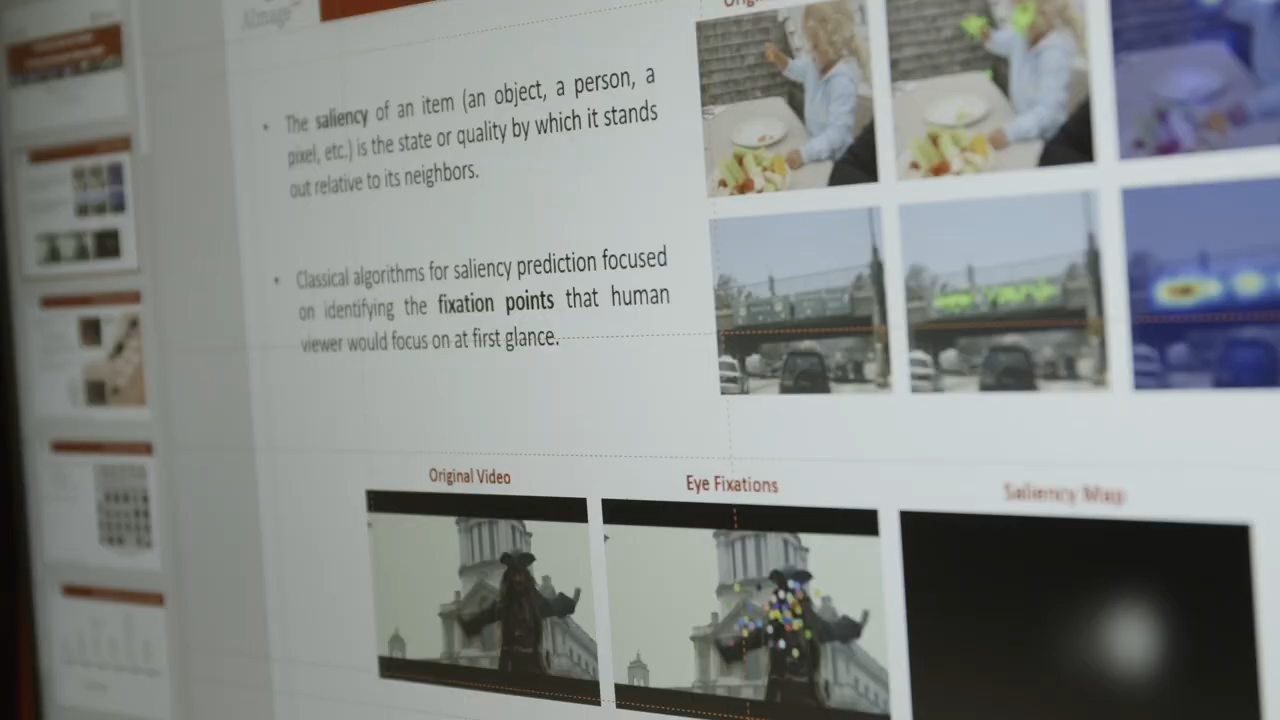 AImage
The saliency of an item (an object, a person, a
pixel, etc.) is the state or quality by which it stands
out relative to its neighbors.
Classical algorithms for saliency prediction focused
on identifying the fixation points that human
viewer would focus on at first glance.
Original Video
Eye Fixations
Saliency Map